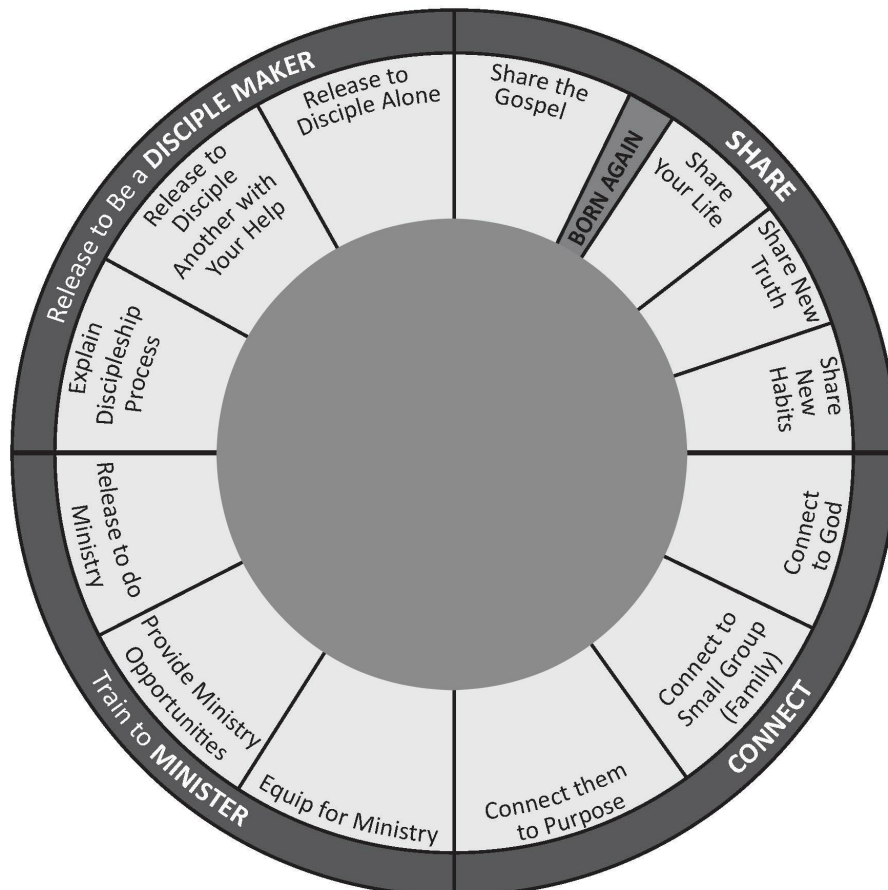 SHARE
Share the
Gospel
BORN AGAIN
Share
Your Life
Share New
Truth
Share
New
Habits
CONNECT
Connect
to God
Connect to
Small Group
(Family)
Connect them
to Purpose
Train to MINISTER
Equip for Ministry
Provide Ministry
Opportunities
Release to do
Ministry
Release to Be a DISCIPLE MAKER
Explain
Discipleship
Process
Release to
Disciple
Another with
Your Help
Release to
Disciple Alone